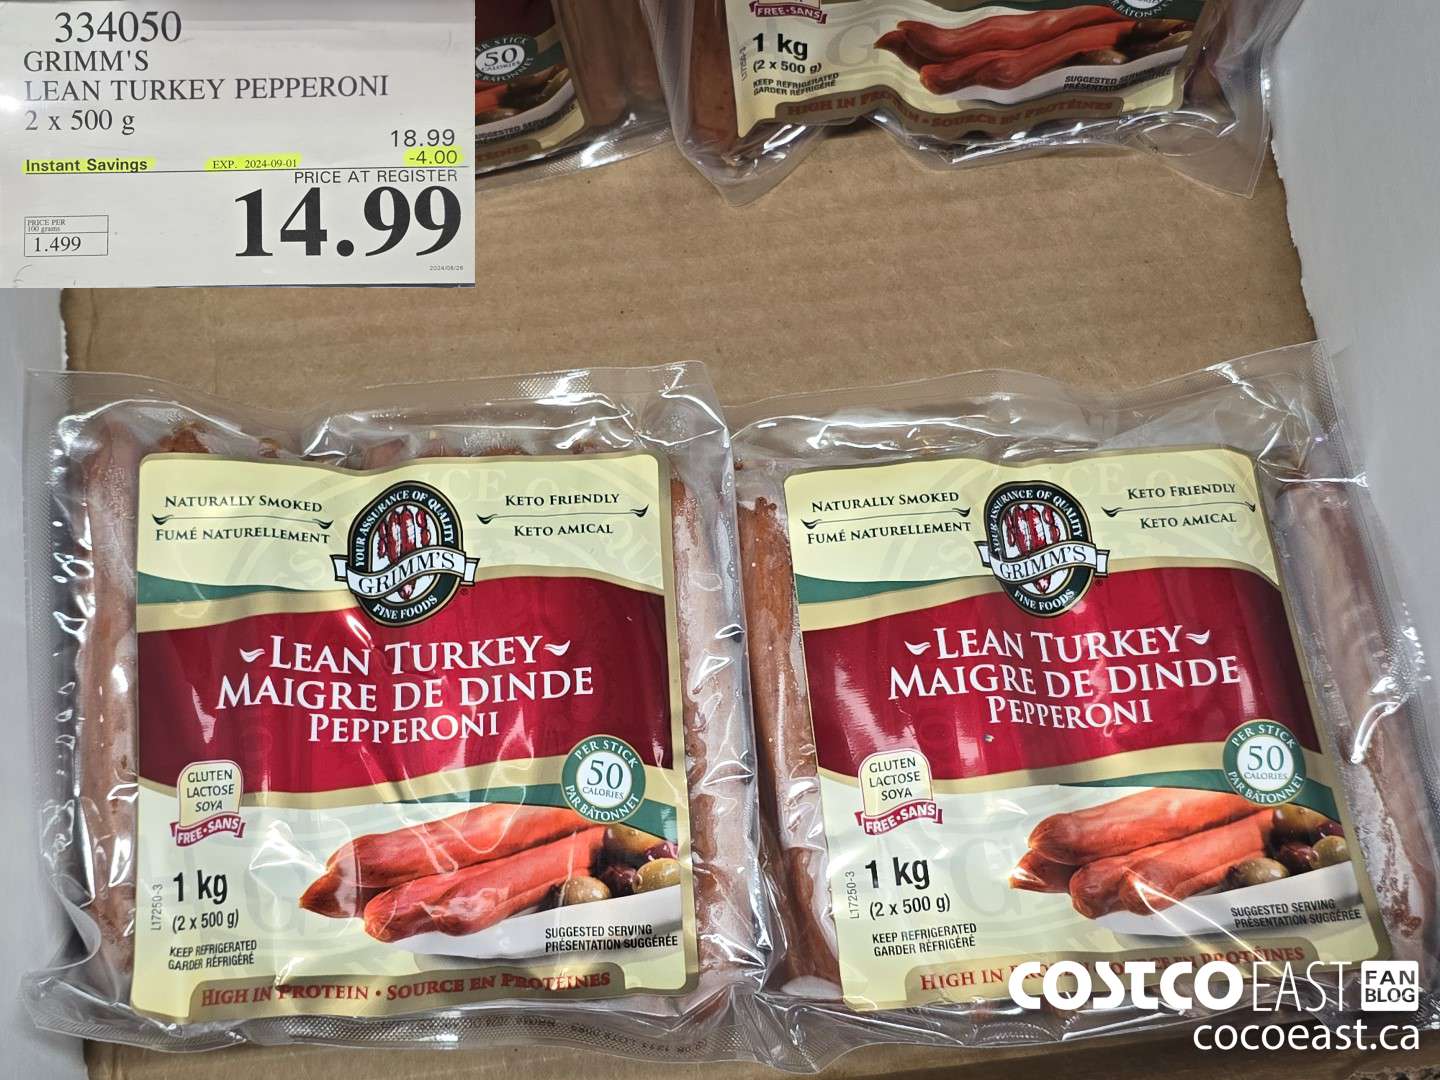 334050
GRIMM'S
LEAN TURKEY PEPPERONI
2 x 500 g
18.99
Instant Savings EXP. 2024-09-01 -4.00
PRICE AT REGISTER
14.99
PRICE PER
100 grams
1.499
2024/08/26
50
CALORIES
FREE•SANS
1 kg
(2 x 500 g)
KEEP REFRIGERATED
GARDER RÉFRIGÉRÉ
SUGGESTED SERVING
HIGH IN PROTEIN • SOURCE EN PROTÉINES
NATURALLY SMOKED
FUMÉ NATURELLEMENT
YOUR ASSURANCE OF QUALITY
GRIMM'S
FINE FOODS
KETO FRIENDLY
KETO AMICAL
LEAN TURKEY
MAIGRE DE DINDE
PEPPERONI
PER STICK
50
CALORIES
PAR BÂTONNET
GLUTEN
LACTOSE
SOYA
FREE•SANS
1 kg
(2 x 500 g)
L17250-3
KEEP REFRIGERATED
GARDER RÉFRIGÉRÉ
SUGGESTED SERVING
PRÉSENTATION SUGGÉRÉE
HIGH IN PROTEIN • SOURCE EN PROTÉINES
NATURALLY SMOKED
FUMÉ NATURELLEMENT
YOUR ASSURANCE OF QUALITY
GRIMM'S
FINE FOODS
KETO FRIENDLY
KETO AMICAL
LEAN TURKEY
MAIGRE DE DINDE
PEPPERONI
PER STICK
50
CALORIES
PAR BÂTONNET
GLUTEN
LACTOSE
SOYA
FREE•SANS
1 kg
(2 x 500 g)
L17250-3
KEEP REFRIGERATED
GARDER RÉFRIGÉRÉ
SUGGESTED SERVING
PRÉSENTATION SUGGÉRÉE
HIGH IN
COSTCO EAST FAN BLOG
cocoeast.ca